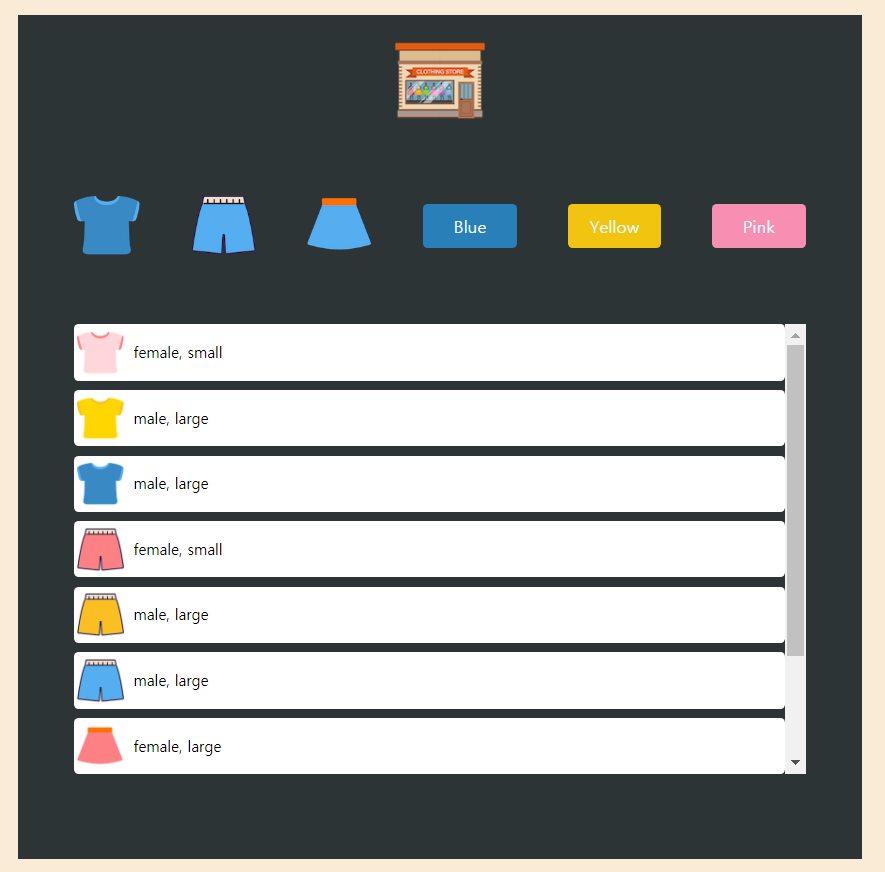 CLOTHING STORE
Blue
Yellow
Pink
female, small
male, large
male, large
female, small
male, large
male, large
female, large